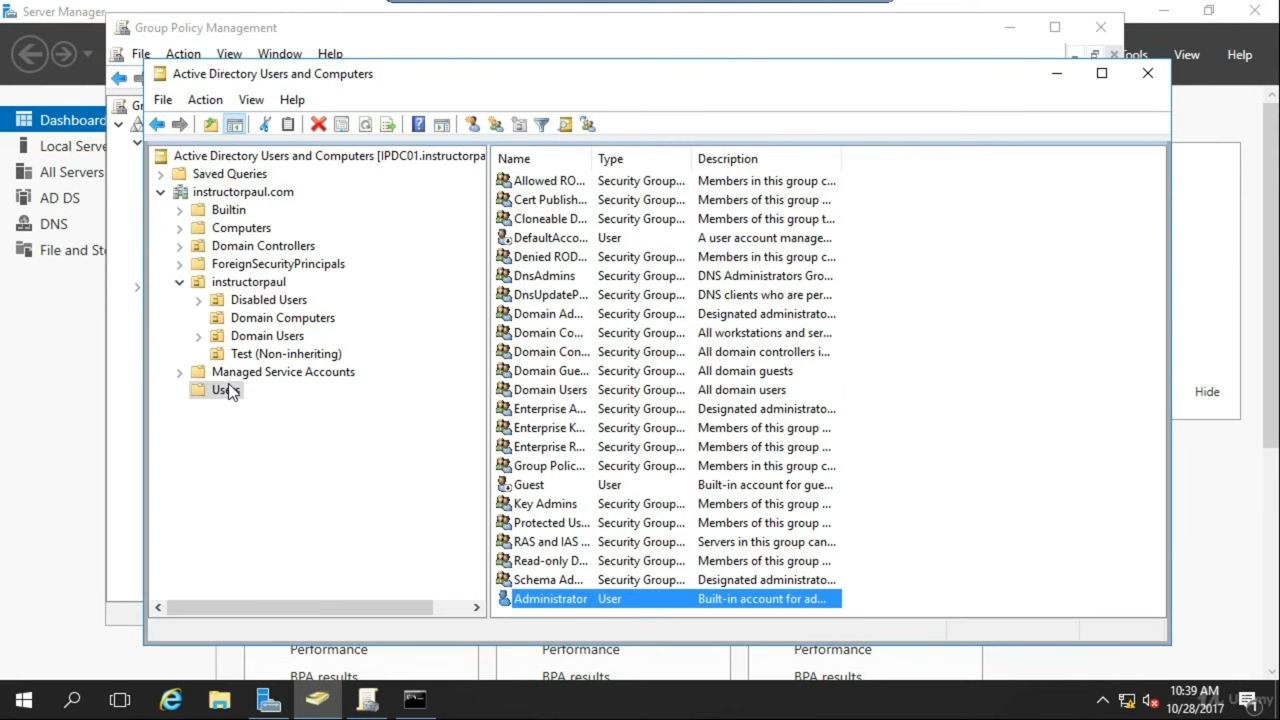 Server Manager
Group Policy Management
File Action View Window Help
Tools View Help
Active Directory Users and Computers
File Action View Help
Dashboard
Local Serve
All Servers
AD DS
DNS
File and Sto
Gr
Active Directory Users and Computers [IPDC01.instructorpa
Saved Queries
instructorpaul.com
Builtin
Computers
Domain Controllers
ForeignSecurityPrincipals
instructorpaul
Disabled Users
Domain Computers
Domain Users
Test (Non-inheriting)
Managed Service Accounts
Users
Name Type Description
Allowed RO... Security Group... Members in this group c...
Cert Publish... Security Group... Members of this group ...
Cloneable D... Security Group... Members of this group t...
DefaultAcco... User A user account manage...
Denied ROD... Security Group... Members in this group c...
DnsAdmins Security Group... DNS Administrators Gro...
DnsUpdateP... Security Group... DNS clients who are per...
Domain Ad... Security Group... Designated administrato...
Domain Co... Security Group... All workstations and ser...
Domain Con... Security Group... All domain controllers i...
Domain Gue... Security Group... All domain guests
Domain Users Security Group... All domain users
Enterprise A... Security Group... Designated administrato...
Enterprise K... Security Group... Members of this group ...
Enterprise R... Security Group... Members of this group ...
Group Polic... Security Group... Members in this group c...
Guest User Built-in account for gue...
Key Admins Security Group... Members of this group ...
Protected Us... Security Group... Members of this group ...
RAS and IAS ... Security Group... Servers in this group can...
Read-only D... Security Group... Members of this group ...
Schema Ad... Security Group... Designated administrato...
Administrator User Built-in account for ad...
Hide
Performance Performance Performance
BPA results BPA results BPA results
10:39 AM
10/28/2017
Udemy